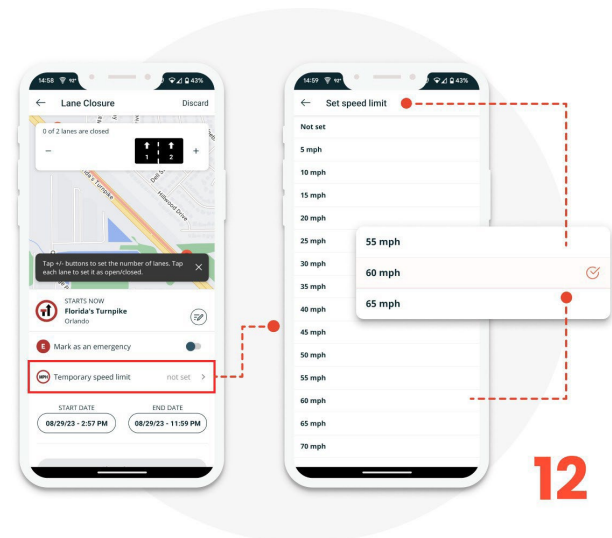 14:58 92° 43%
Lane Closure Discard
0 of 2 lanes are closed
− 1 2 +
Hillwood Drive
Tap +/- buttons to set the number of lanes. Tap
each lane to set it as open/closed.
STARTS NOW
Florida's Turnpike
Orlando
E Mark as an emergency
MPH Temporary speed limit not set
START DATE END DATE
08/29/23 - 2:57 PM 08/29/23 - 11:59 PM
14:59 43%
Set speed limit
Not set
5 mph
10 mph
15 mph
20 mph
25 mph
30 mph
35 mph
40 mph
45 mph
50 mph
55 mph
60 mph
65 mph
70 mph
55 mph
60 mph
65 mph
12